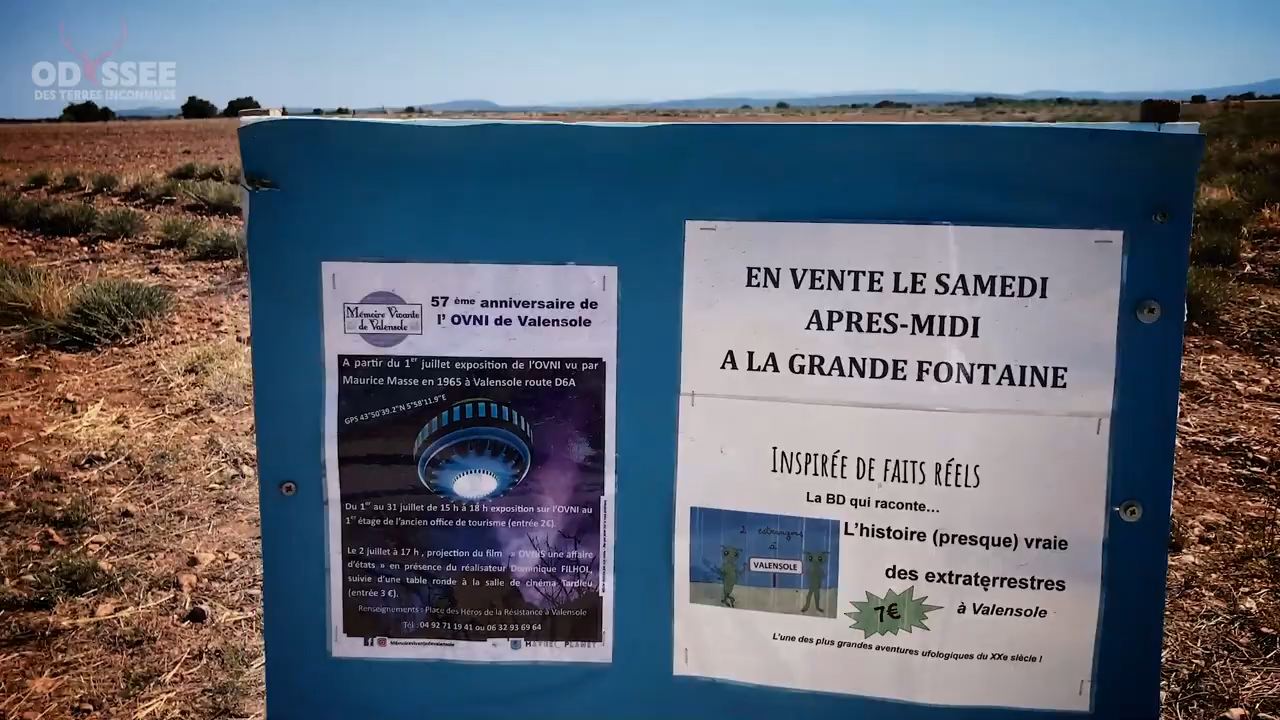 ODYSSEE
DES TERRES INCONNUES
Mémoire Vivante
de Valensole
57 ème anniversaire de
l' OVNI de Valensole
A partir du 1er juillet exposition de l'OVNI vu par
Maurice Masse en 1965 à Valensole route D6A
GPS 43°50'39.2"N 5°58'11.9"E
Du 1er au 31 juillet de 15 h à 18 h exposition sur l'OVNI au
1er étage de l'ancien office de tourisme (entrée 2€).
Le 2 juillet à 17 h , projection du film « OVNIS une affaire
d'états » en présence du réalisateur Dominique FILHOL,
suivie d'une table ronde à la salle de cinéma Tardieu
(entrée 3 €).
Renseignements : Place des Héros de la Résistance à Valensole
Tél : 04 92 71 19 41 ou 06 32 93 69 64
EN VENTE LE SAMEDI
APRES-MIDI
A LA GRANDE FONTAINE
INSPIRÉE DE FAITS RÉELS
La BD qui raconte...
2 estrangers
à
VALENSOLE
L'histoire (presque) vraie
des extraterrestres
7€
à Valensole
L'une des plus grandes aventures ufologiques du XXe siècle !